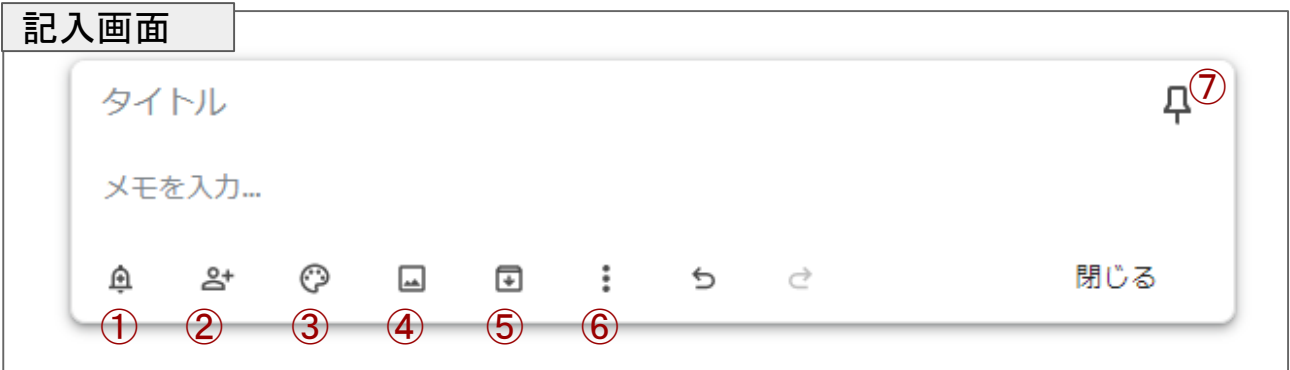 記入画面
タイトル
⑦
メモを入力...
閉じる
① ② ③ ④ ⑤ ⑥